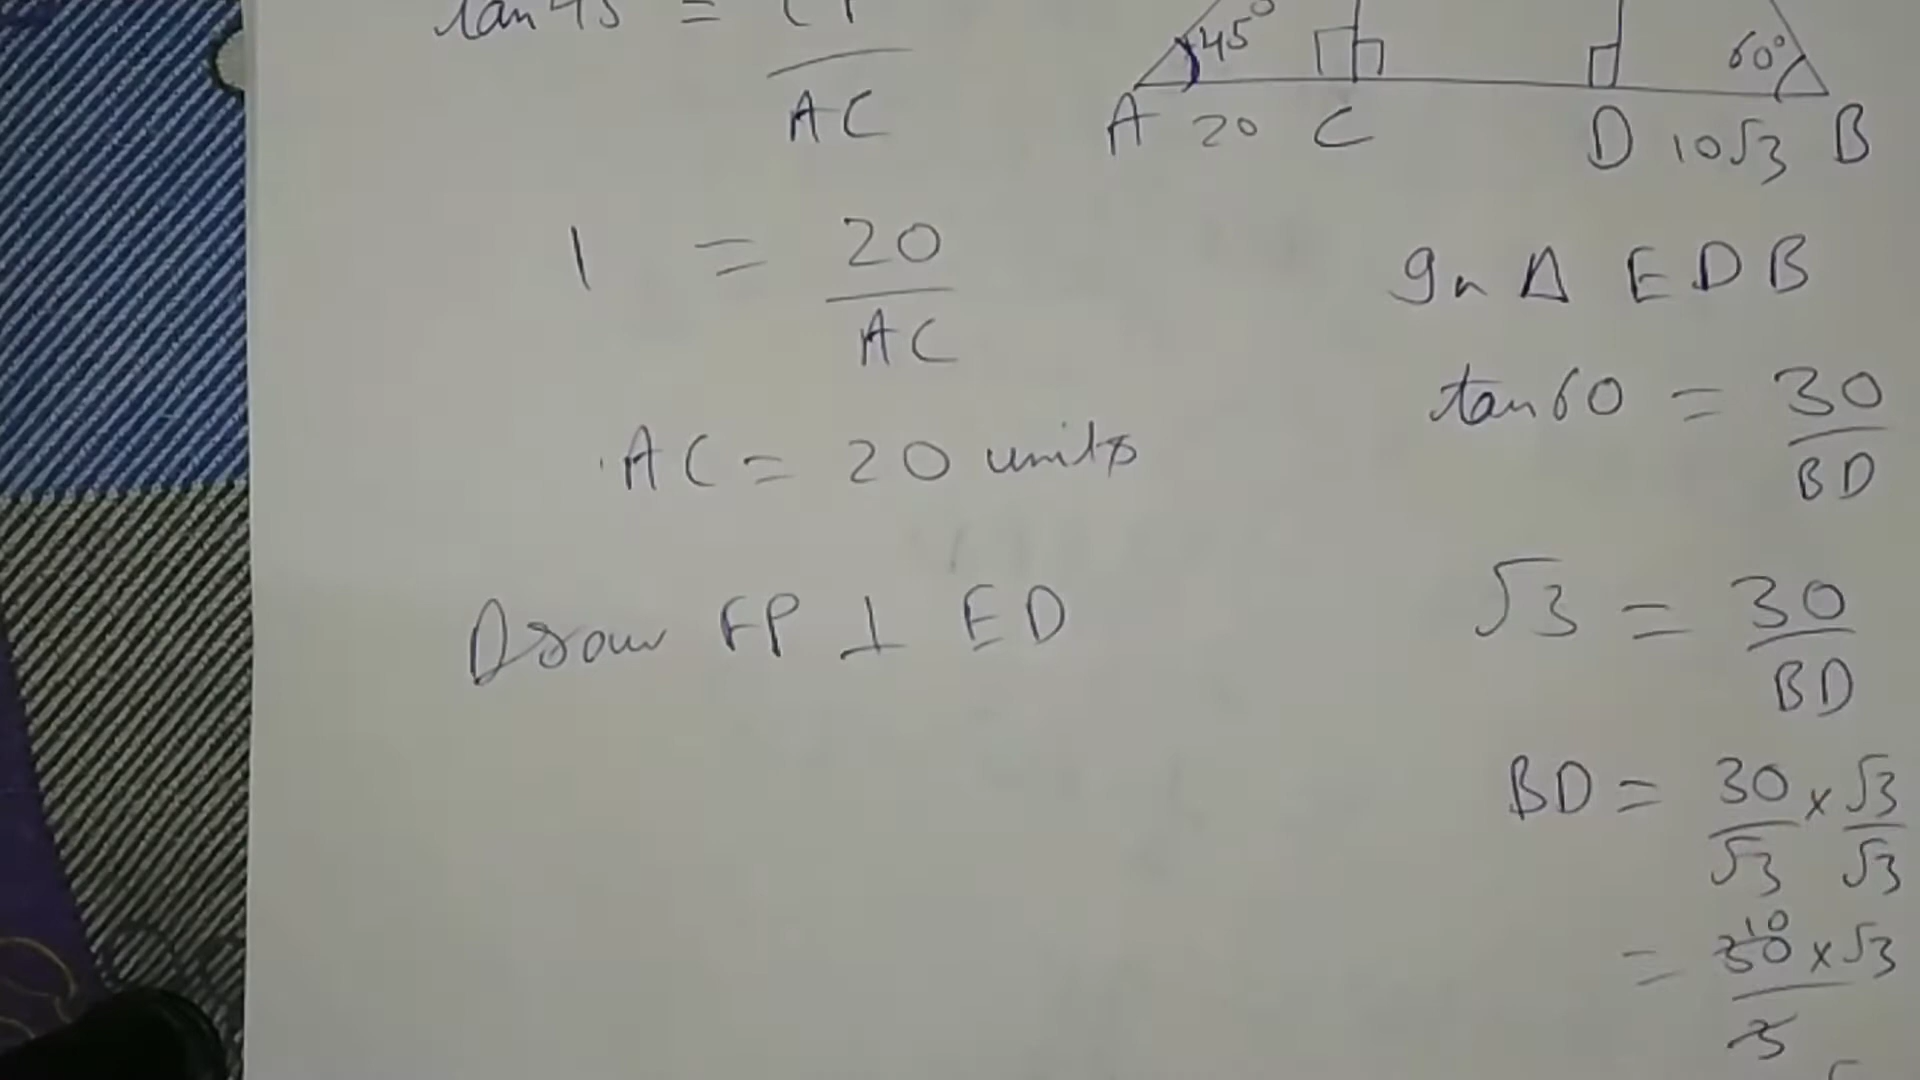 tan 45 =
AC
1 = 20
AC
AC = 20 units
Draw FP ⊥ ED
45°
60°
A 20 C D 10√3 B
In Δ EDB
tan 60 = 30
BD
√3 = 30
BD
BD = 30 × √3
√3 √3
= 30 10 × √3
3